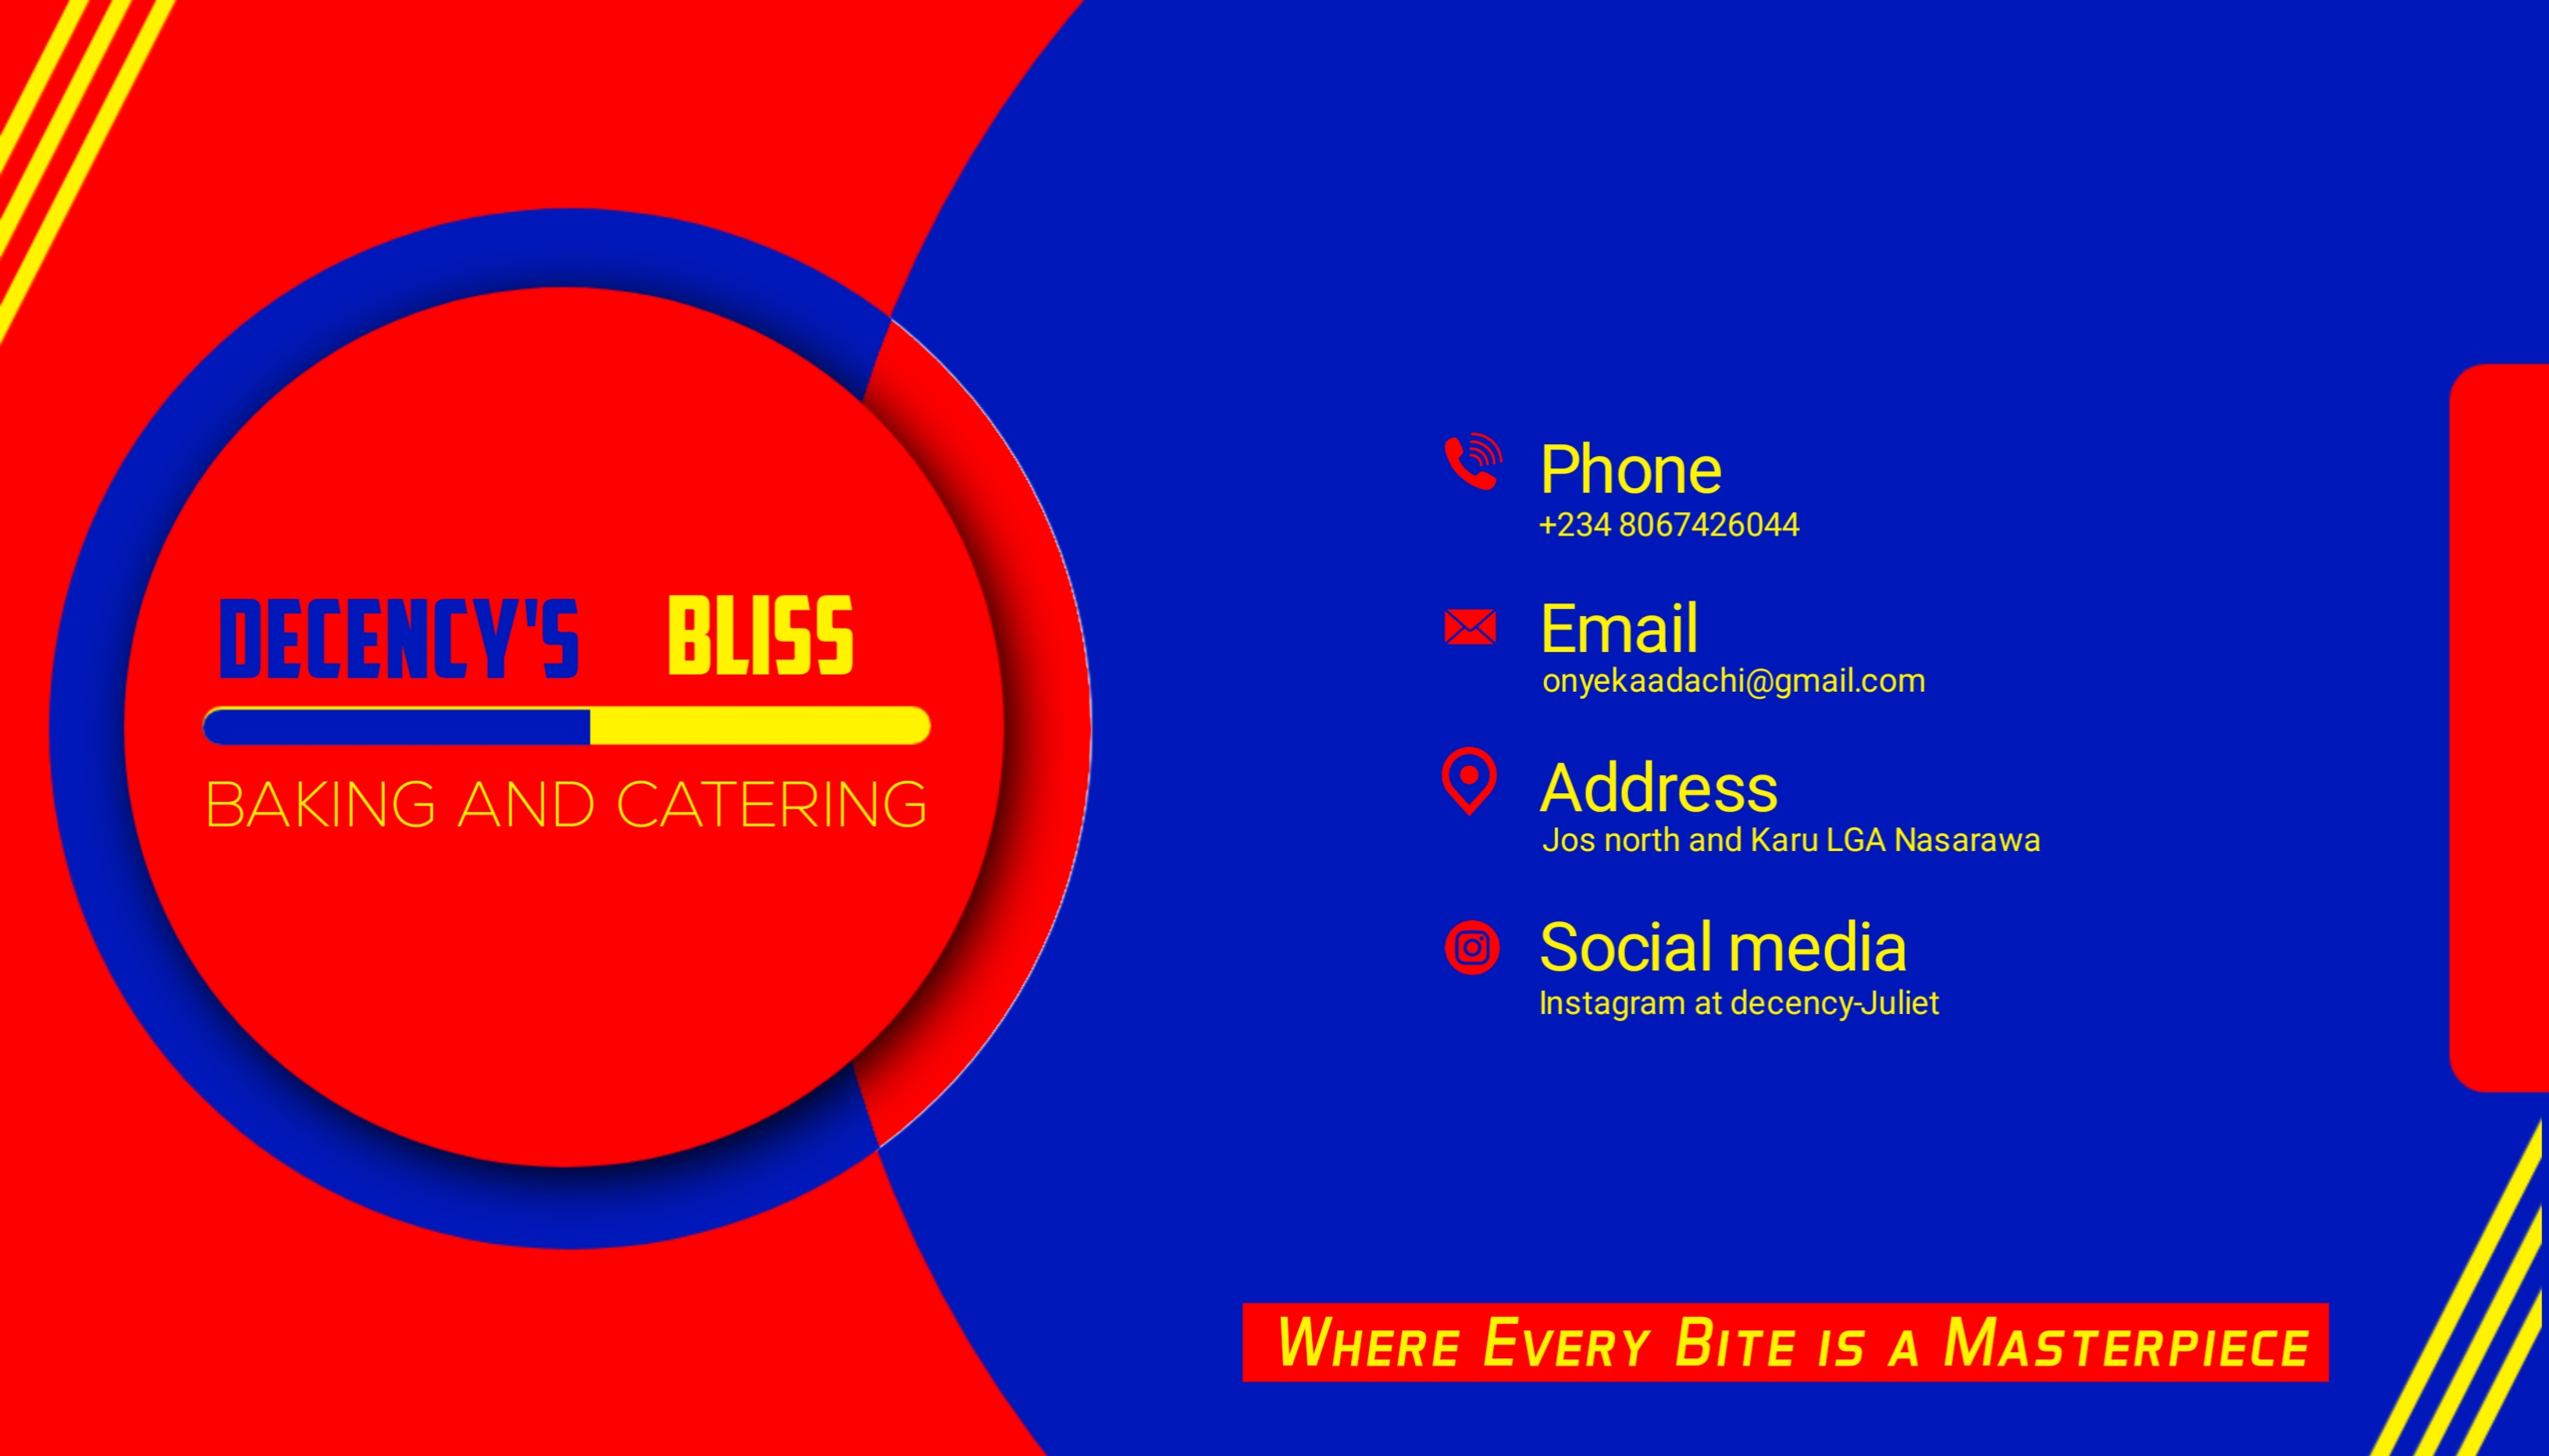 DECENCY'S BLISS
BAKING AND CATERING
Phone
+234 8067426044
Email
onyekaadachi@gmail.com
Address
Jos north and Karu LGA Nasarawa
Social media
Instagram at decency-Juliet
WHERE EVERY BITE IS A MASTERPIECE